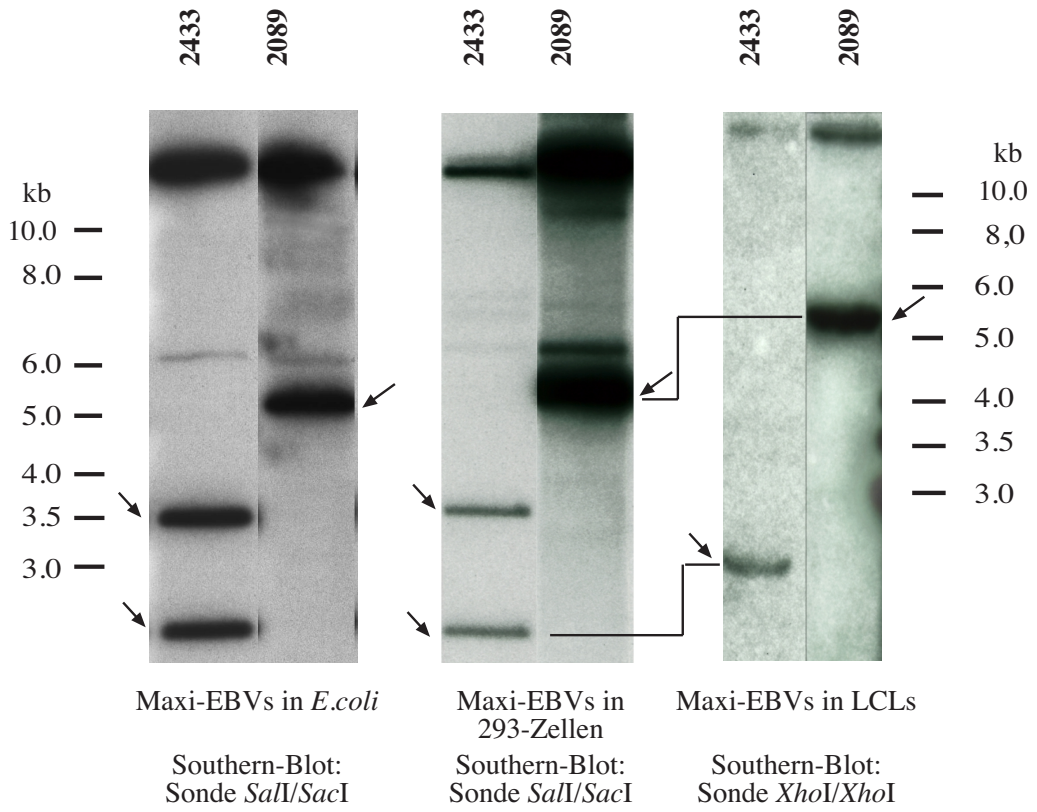 2433 2089 2433 2089 2433 2089
kb
10.0
8.0
6.0
5.0
4.0
3.5
3.0
kb
10.0
8,0
6.0
5.0
4.0
3.5
3.0
Maxi-EBVs in E.coli
Southern-Blot:
Sonde SalI/SacI
Maxi-EBVs in
293-Zellen
Southern-Blot:
Sonde SalI/SacI
Maxi-EBVs in LCLs
Southern-Blot:
Sonde XhoI/XhoI